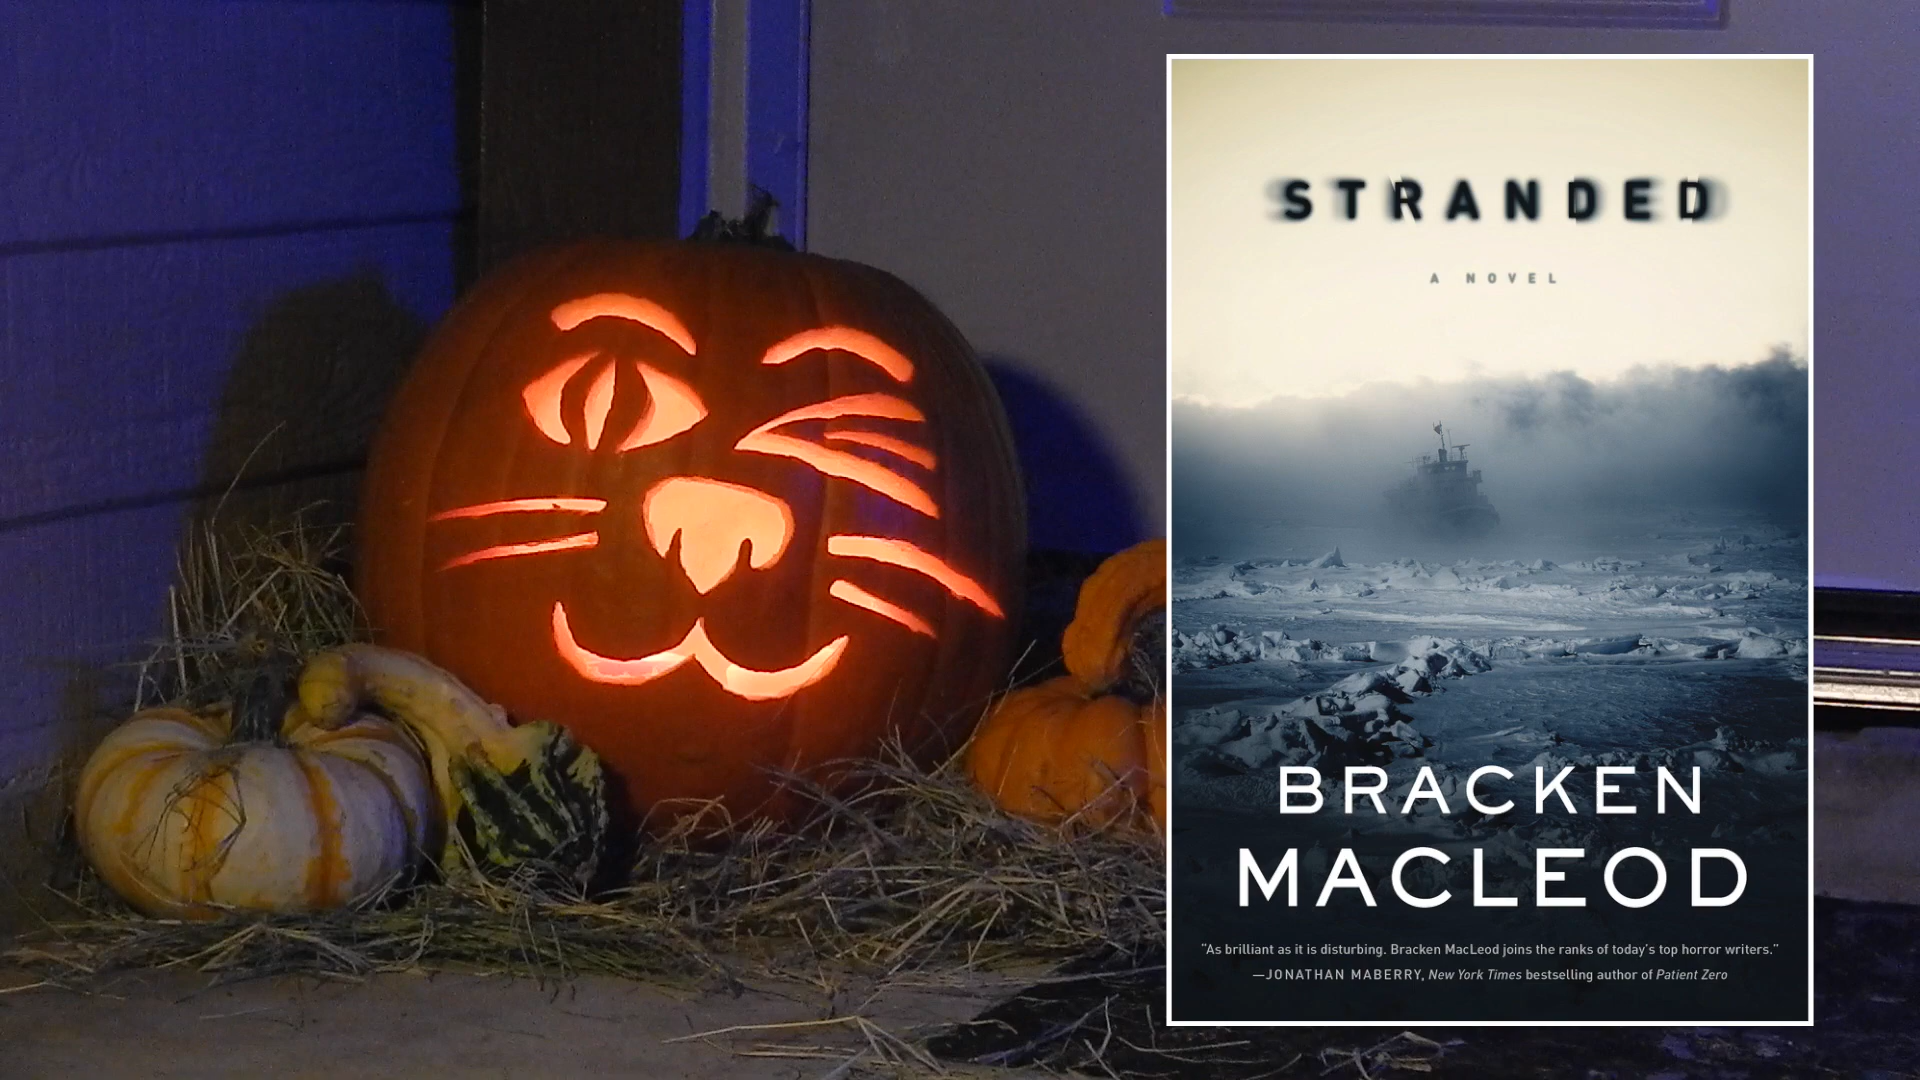 STRANDED
A NOVEL
BRACKEN
MACLEOD
"As brilliant as it is disturbing. Bracken MacLeod joins the ranks of today's top horror writers."
—JONATHAN MABERRY, New York Times bestselling author of Patient Zero